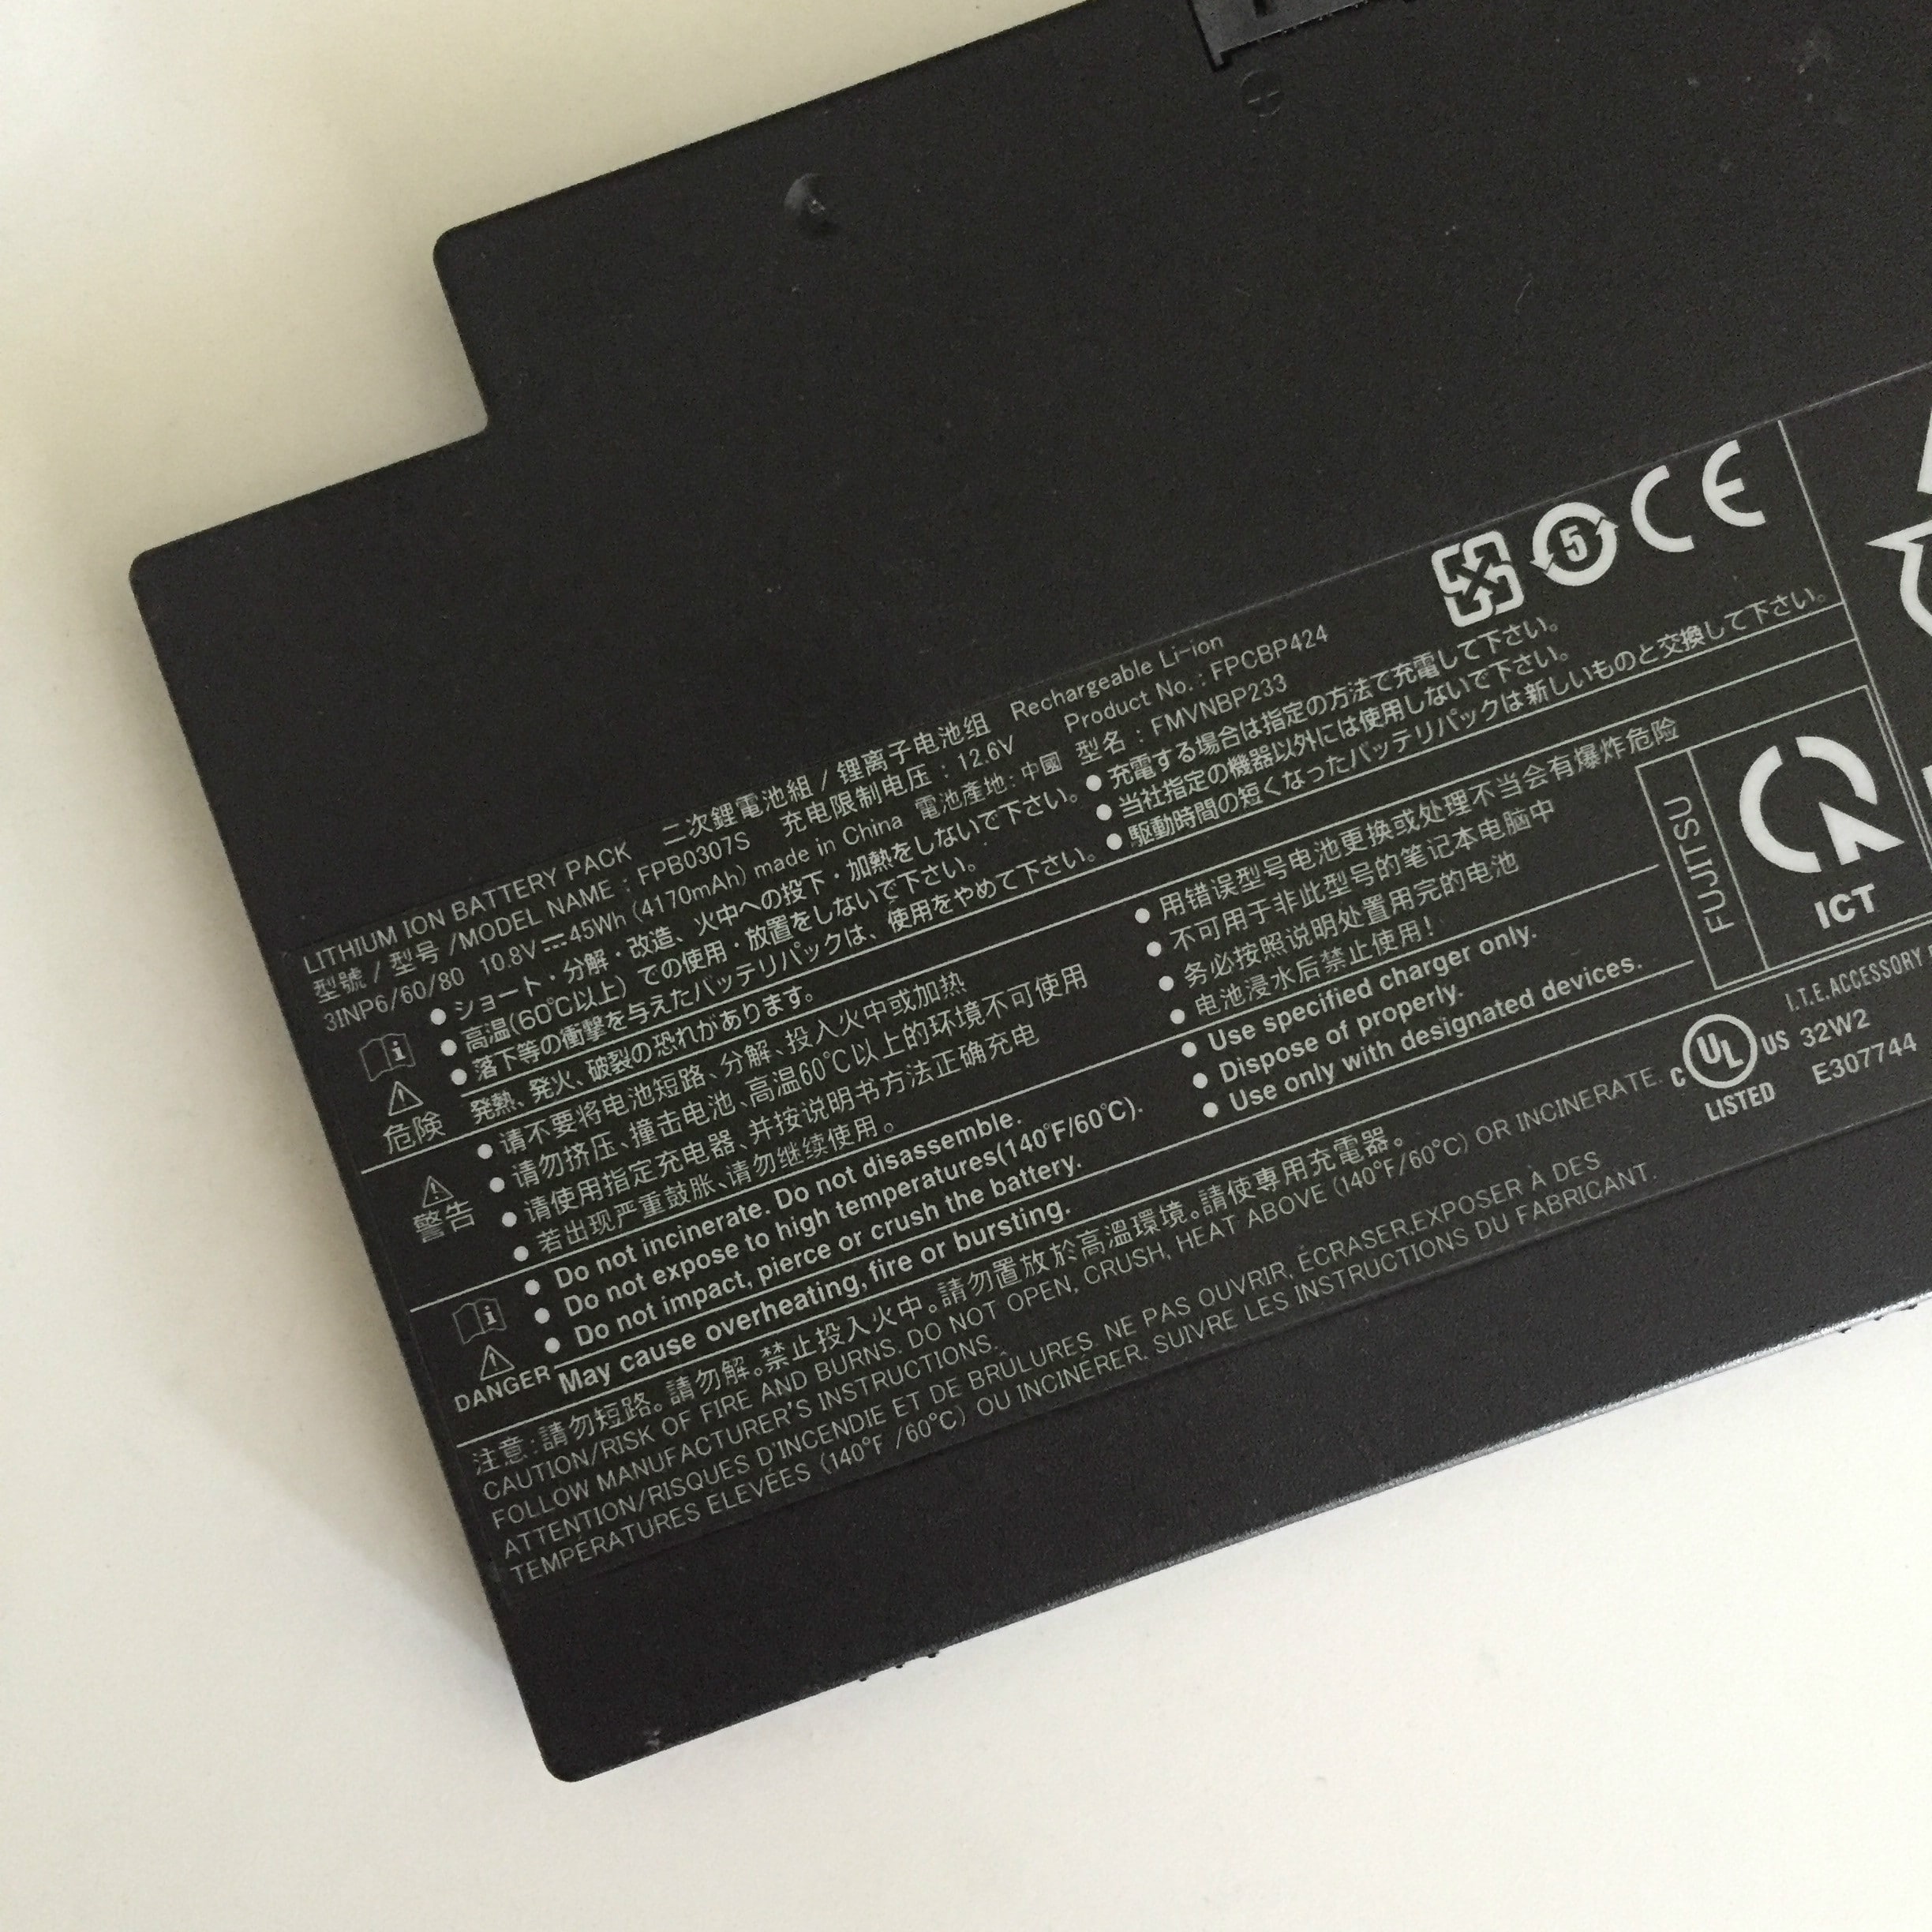 LITHIUM ION BATTERY PACK 二次鋰電池組 / 锂离子电池组 Rechargeable Li-ion
型號 / 型号 /MODEL NAME : FPB0307S 充电限制电压 : 12.6V Product No. : FPCBP424
3INP6/60/80 10.8V 45Wh (4170mAh) made in China 電池產地: 中國 型名 : FMVNBP233
5
CE
● ショート・分解・改造、火中への投下・加熱をしないで下さい。
● 高温(60℃以上) での使用・放置をしないで下さい。
● 落下等の衝撃を与えたバッテリパックは、使用をやめて下さい。
● 充電する場合は指定の方法で充電して下さい。
● 当社指定の機器以外には使用しないで下さい。
● 駆動時間の短くなったバッテリパックは新しいものと交換して下さい。
危険 発熱、発火、破裂の恐れがあります。
警告
● 请不要将电池短路、分解、投入火中或加热
● 请勿挤压、撞击电池、高温60℃以上的环境不可使用
● 请使用指定充电器、并按说明书方法正确充电
● 若出现严重鼓胀、请勿继续使用。
● 用错误型号电池更换或处理不当会有爆炸危险
● 不可用于非此型号的笔记本电脑中
● 务必按照说明处置用完的电池
● 电池浸水后禁止使用!
● Do not incinerate. Do not disassemble.
● Do not expose to high temperatures(140℉/60℃).
● Do not impact, pierce or crush the battery.
● Use specified charger only.
● Dispose of properly.
● Use only with designated devices.
DANGER May cause overheating, fire or bursting.
注意:請勿短路。請勿解。禁止投入火中。請勿置放於高溫環境。請使專用充電器。
CAUTION/RISK OF FIRE AND BURNS. DO NOT OPEN, CRUSH, HEAT ABOVE (140°F/60°C) OR INCINERATE.
FOLLOW MANUFACTURER'S INSTRUCTIONS.
ATTENTION/RISQUES D'INCENDIE ET DE BRULURES. NE PAS OUVRIR, ÉCRASER,EXPOSER À DES
TEMPÉRATURES ELEVÉES (140°F /60°C) OU INCINÉRER. SUIVRE LES INSTRUCTIONS DU FABRICANT.
FUJITSU
ICT
C UL US
LISTED
I.T.E.ACCESSORY
32W2
E307744